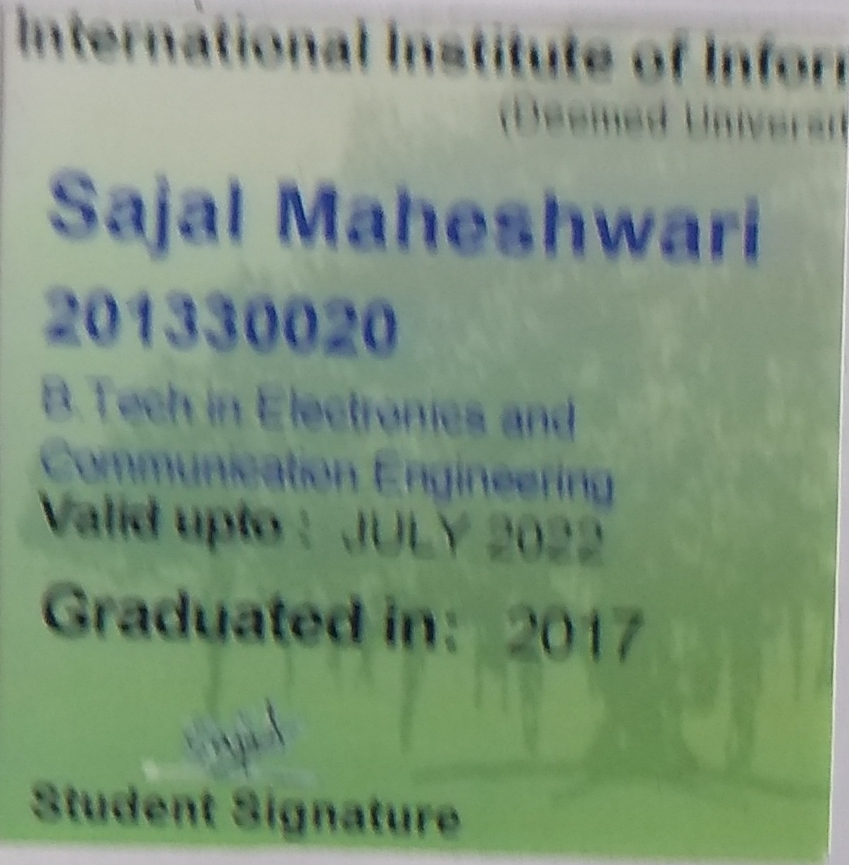 International Institute of Infor
(Deemed Universit
Sajal Maheshwari
201330020
B.Tech in Electronics and
Communication Engineering
Valid upto : JULY 2022
Graduated in: 2017
Sajal
Student Signature